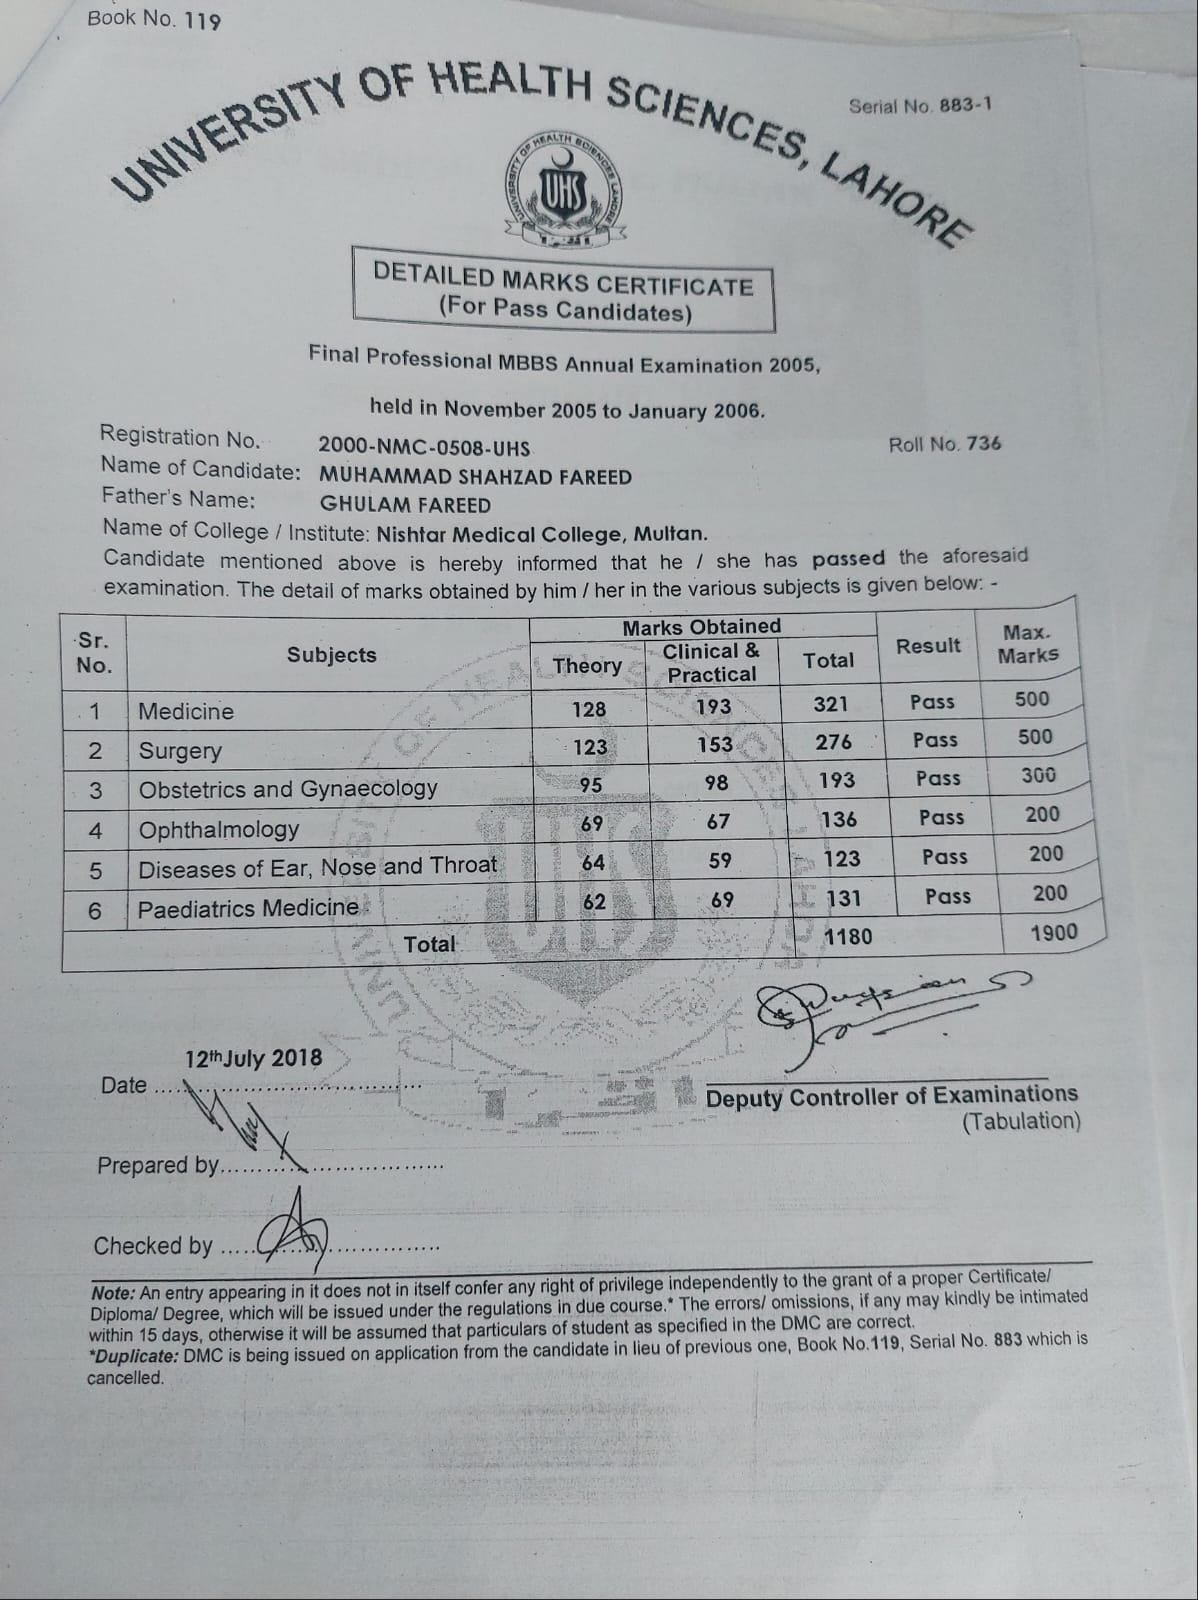 Book No. 119
UNIVERSITY OF HEALTH SCIENCES, LAHORE
Serial No. 883-1
UNIVERSITY OF HEALTH SCIENCES LAHORE
UHS
DETAILED MARKS CERTIFICATE
(For Pass Candidates)
Final Professional MBBS Annual Examination 2005,
held in November 2005 to January 2006.
Registration No. 2000-NMC-0508-UHS Roll No. 736
Name of Candidate: MUHAMMAD SHAHZAD FAREED
Father's Name: GHULAM FAREED
Name of College / Institute: Nishtar Medical College, Multan.
Candidate mentioned above is hereby informed that he / she has passed the aforesaid
examination. The detail of marks obtained by him / her in the various subjects is given below: -
Sr. No. Subjects Marks Obtained Result Max. Marks
Theory Clinical & Practical Total
1 Medicine 128 193 321 Pass 500
2 Surgery 123 153 276 Pass 500
3 Obstetrics and Gynaecology 95 98 193 Pass 300
4 Ophthalmology 69 67 136 Pass 200
5 Diseases of Ear, Nose and Throat 64 59 123 Pass 200
6 Paediatrics Medicine 62 69 131 Pass 200
Total 1180 1900
12th July 2018
Date ....................................
Deputy Controller of Examinations
(Tabulation)
Prepared by..............................
Checked by ..............................
Note: An entry appearing in it does not in itself confer any right of privilege independently to the grant of a proper Certificate/
Diploma/ Degree, which will be issued under the regulations in due course.* The errors/ omissions, if any may kindly be intimated
within 15 days, otherwise it will be assumed that particulars of student as specified in the DMC are correct.
*Duplicate: DMC is being issued on application from the candidate in lieu of previous one, Book No.119, Serial No. 883 which is
cancelled.